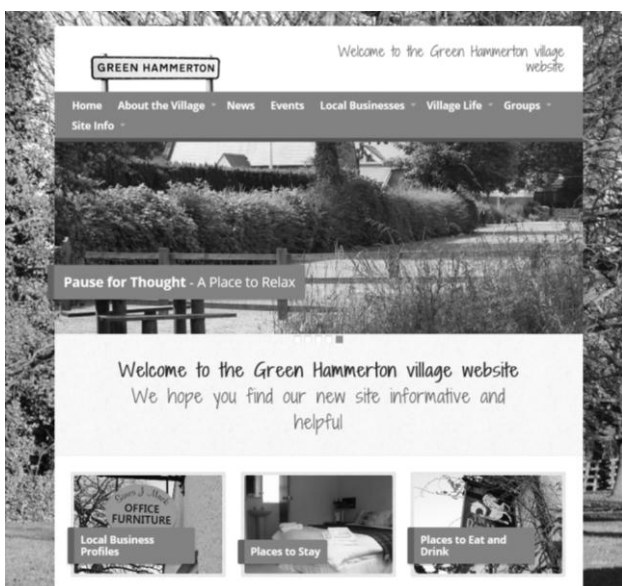 Welcome to the Green Hammerton village
website
GREEN HAMMERTON
Home About the Village News Events Local Businesses Village Life Groups
Site Info
Pause for Thought - A Place to Relax
Welcome to the Green Hammerton village website
We hope you find our new site informative and
helpful
OFFICE
FURNITURE
Local Business
Profiles
Places to Stay
Places to Eat and
Drink